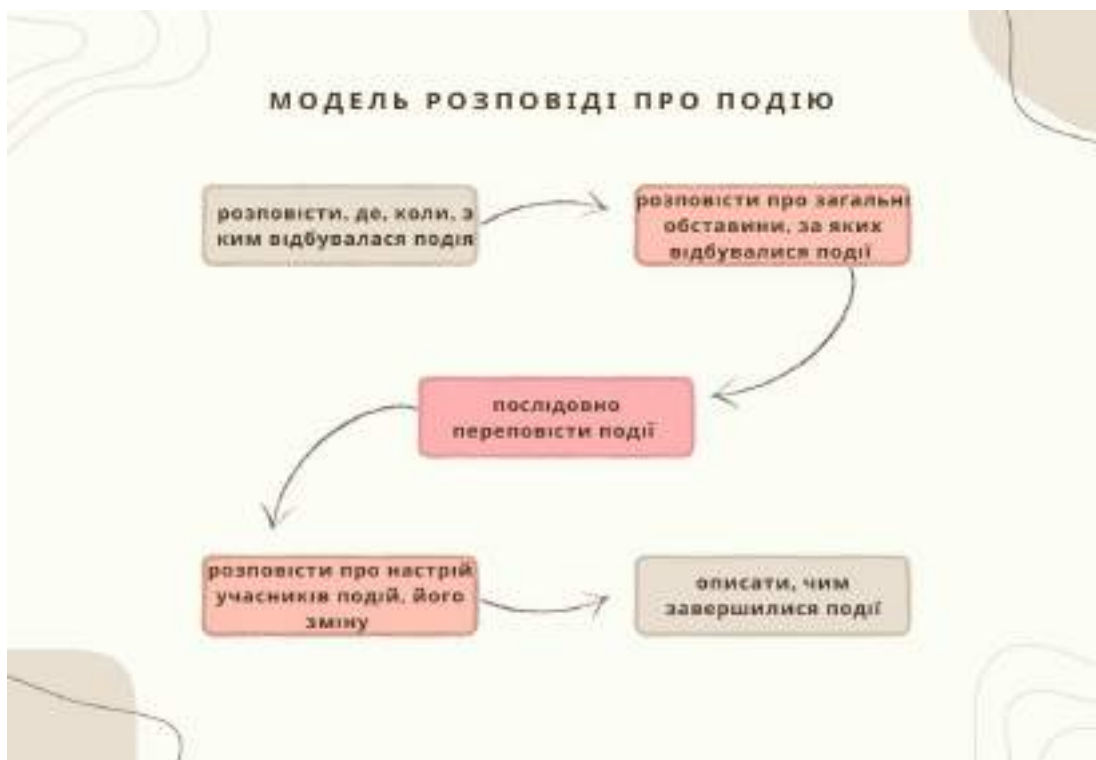 МОДЕЛЬ РОЗПОВІДІ ПРО ПОДІЮ
розповісти, де, коли, з
ким відбувалася подія
розповісти про загальні
обставини, за яких
відбувалися події
послідовно
переповісти події
розповісти про настрій
учасників подій, його
зміну
описати, чим
завершилися події